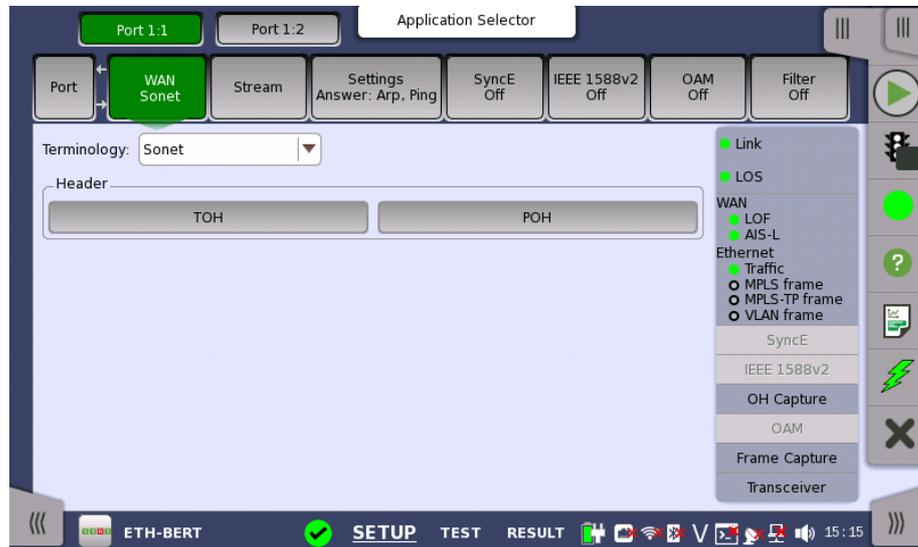 Port 1:1
Port 1:2
Application Selector
Port
WAN
Sonet
Stream
Settings
Answer: Arp, Ping
SyncE
Off
IEEE 1588v2
Off
OAM
Off
Filter
Off
Terminology: Sonet
Header
TOH
POH
Link
LOS
WAN
LOF
AIS-L
Ethernet
Traffic
MPLS frame
MPLS-TP frame
VLAN frame
SyncE
IEEE 1588v2
OH Capture
OAM
Frame Capture
Transceiver
ETH-BERT
SETUP
TEST
RESULT
15:15